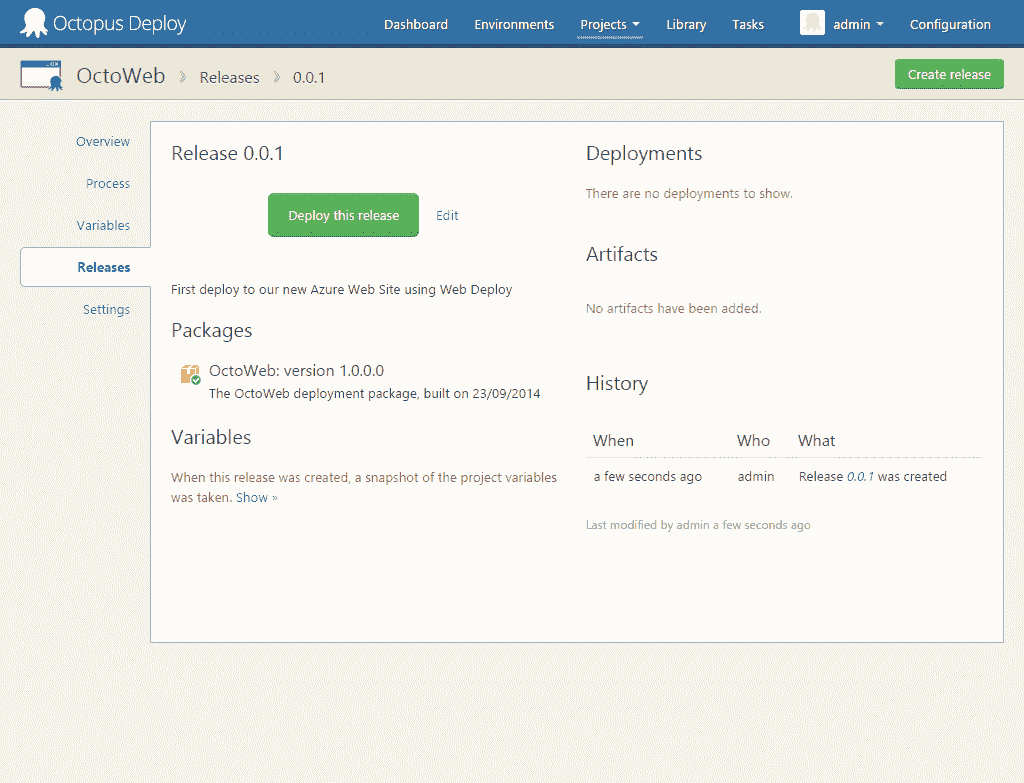 Octopus Deploy
Dashboard Environments Projects Library Tasks admin Configuration
OctoWeb Releases 0.0.1
Create release
Overview
Process
Variables
Releases
Settings
Release 0.0.1
Deploy this release Edit
First deploy to our new Azure Web Site using Web Deploy
Packages
OctoWeb: version 1.0.0.0
The OctoWeb deployment package, built on 23/09/2014
Variables
When this release was created, a snapshot of the project variables
was taken. Show »
Deployments
There are no deployments to show.
Artifacts
No artifacts have been added.
History
When Who What
a few seconds ago admin Release 0.0.1 was created
Last modified by admin a few seconds ago